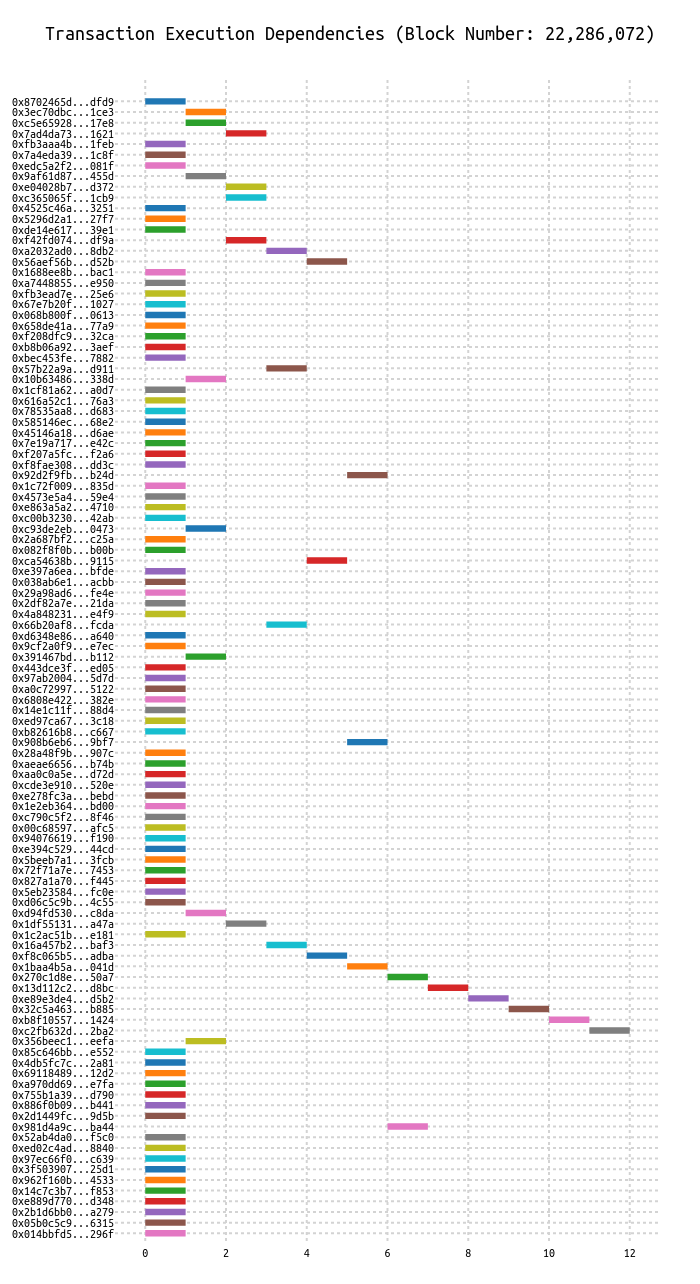 Transaction Execution Dependencies (Block Number: 22,286,072)
0x8702465d...dfd9
0x3ec70dbc...1ce3
0xc5e65928...17e8
0x7ad4da73...1621
0xfb3aaa4b...1feb
0x7a4eda39...1c8f
0xedc5a2f2...081f
0x9af61d87...455d
0xe04028b7...d372
0xc365065f...1cb9
0x4525c46a...3251
0x5296d2a1...27f7
0xde14e617...39e1
0xf42fd074...df9a
0xa2032ad0...8db2
0x56aef56b...d52b
0x1688ee8b...bac1
0xa7448855...e950
0xfb3ead7e...25e6
0x67e7b20f...1027
0x068b800f...0613
0x658de41a...77a9
0xf208dfc9...32ca
0xb8b06a92...3aef
0xbec453fe...7882
0x57b22a9a...d911
0x10b63486...338d
0x1cf81a62...a0d7
0x616a52c1...76a3
0x78535aa8...d683
0x585146ec...68e2
0x45146a18...d6ae
0x7e19a717...e42c
0xf207a5fc...f2a6
0xf8fae308...dd3c
0x92d2f9fb...b24d
0x1c72f009...835d
0x4573e5a4...59e4
0xe863a5a2...4710
0xc00b3230...42ab
0xc93de2eb...0473
0x2a687bf2...c25a
0x082f8f0b...b00b
0xca54638b...9115
0xe397a6ea...bfde
0x038ab6e1...acbb
0x29a98ad6...fe4e
0x2df82a7e...21da
0x4a848231...e4f9
0x66b20af8...fcda
0xd6348e86...a640
0x9cf2a0f9...e7ec
0x391467bd...b112
0x443dce3f...ed05
0x97ab2004...5d7d
0xa0c72997...5122
0x6808e422...382e
0x14e1c11f...88d4
0xed97ca67...3c18
0xb82616b8...c667
0x908b6eb6...9bf7
0x28a48f9b...907c
0xaeae6656...b74b
0xaa0c0a5e...d72d
0xcde3e910...520e
0xe278fc3a...bebd
0x1e2eb364...bd00
0xc790c5f2...8f46
0x00c68597...afc5
0x94076619...f190
0xe394c529...44cd
0x5beeb7a1...3fcb
0x72f71a7e...7453
0x827a1a70...f445
0x5eb23584...fc0e
0xd06c5c9b...4c55
0xd94fd530...c8da
0x1df55131...a47a
0x1c2ac51b...e181
0x16a457b2...baf3
0xf8c065b5...adba
0x1baa4b5a...041d
0x270c1d8e...50a7
0x13d112c2...d8bc
0xe89e3de4...d5b2
0x32c5a463...b885
0xb8f10557...1424
0xc2fb632d...2ba2
0x356beec1...eefa
0x85c646bb...e552
0x4db5fc7c...2a81
0x69118489...12d2
0xa970dd69...e7fa
0x755b1a39...d790
0x886f0b09...b441
0x2d1449fc...9d5b
0x981d4a9c...ba44
0x52ab4da0...f5c0
0xed02c4ad...8840
0x97ec66f0...c639
0x3f503907...25d1
0x962f160b...4533
0x14c7c3b7...f853
0xe889d770...d348
0x2b1d6bb0...a279
0x05b0c5c9...6315
0x014bbfd5...296f
0 2 4 6 8 10 12